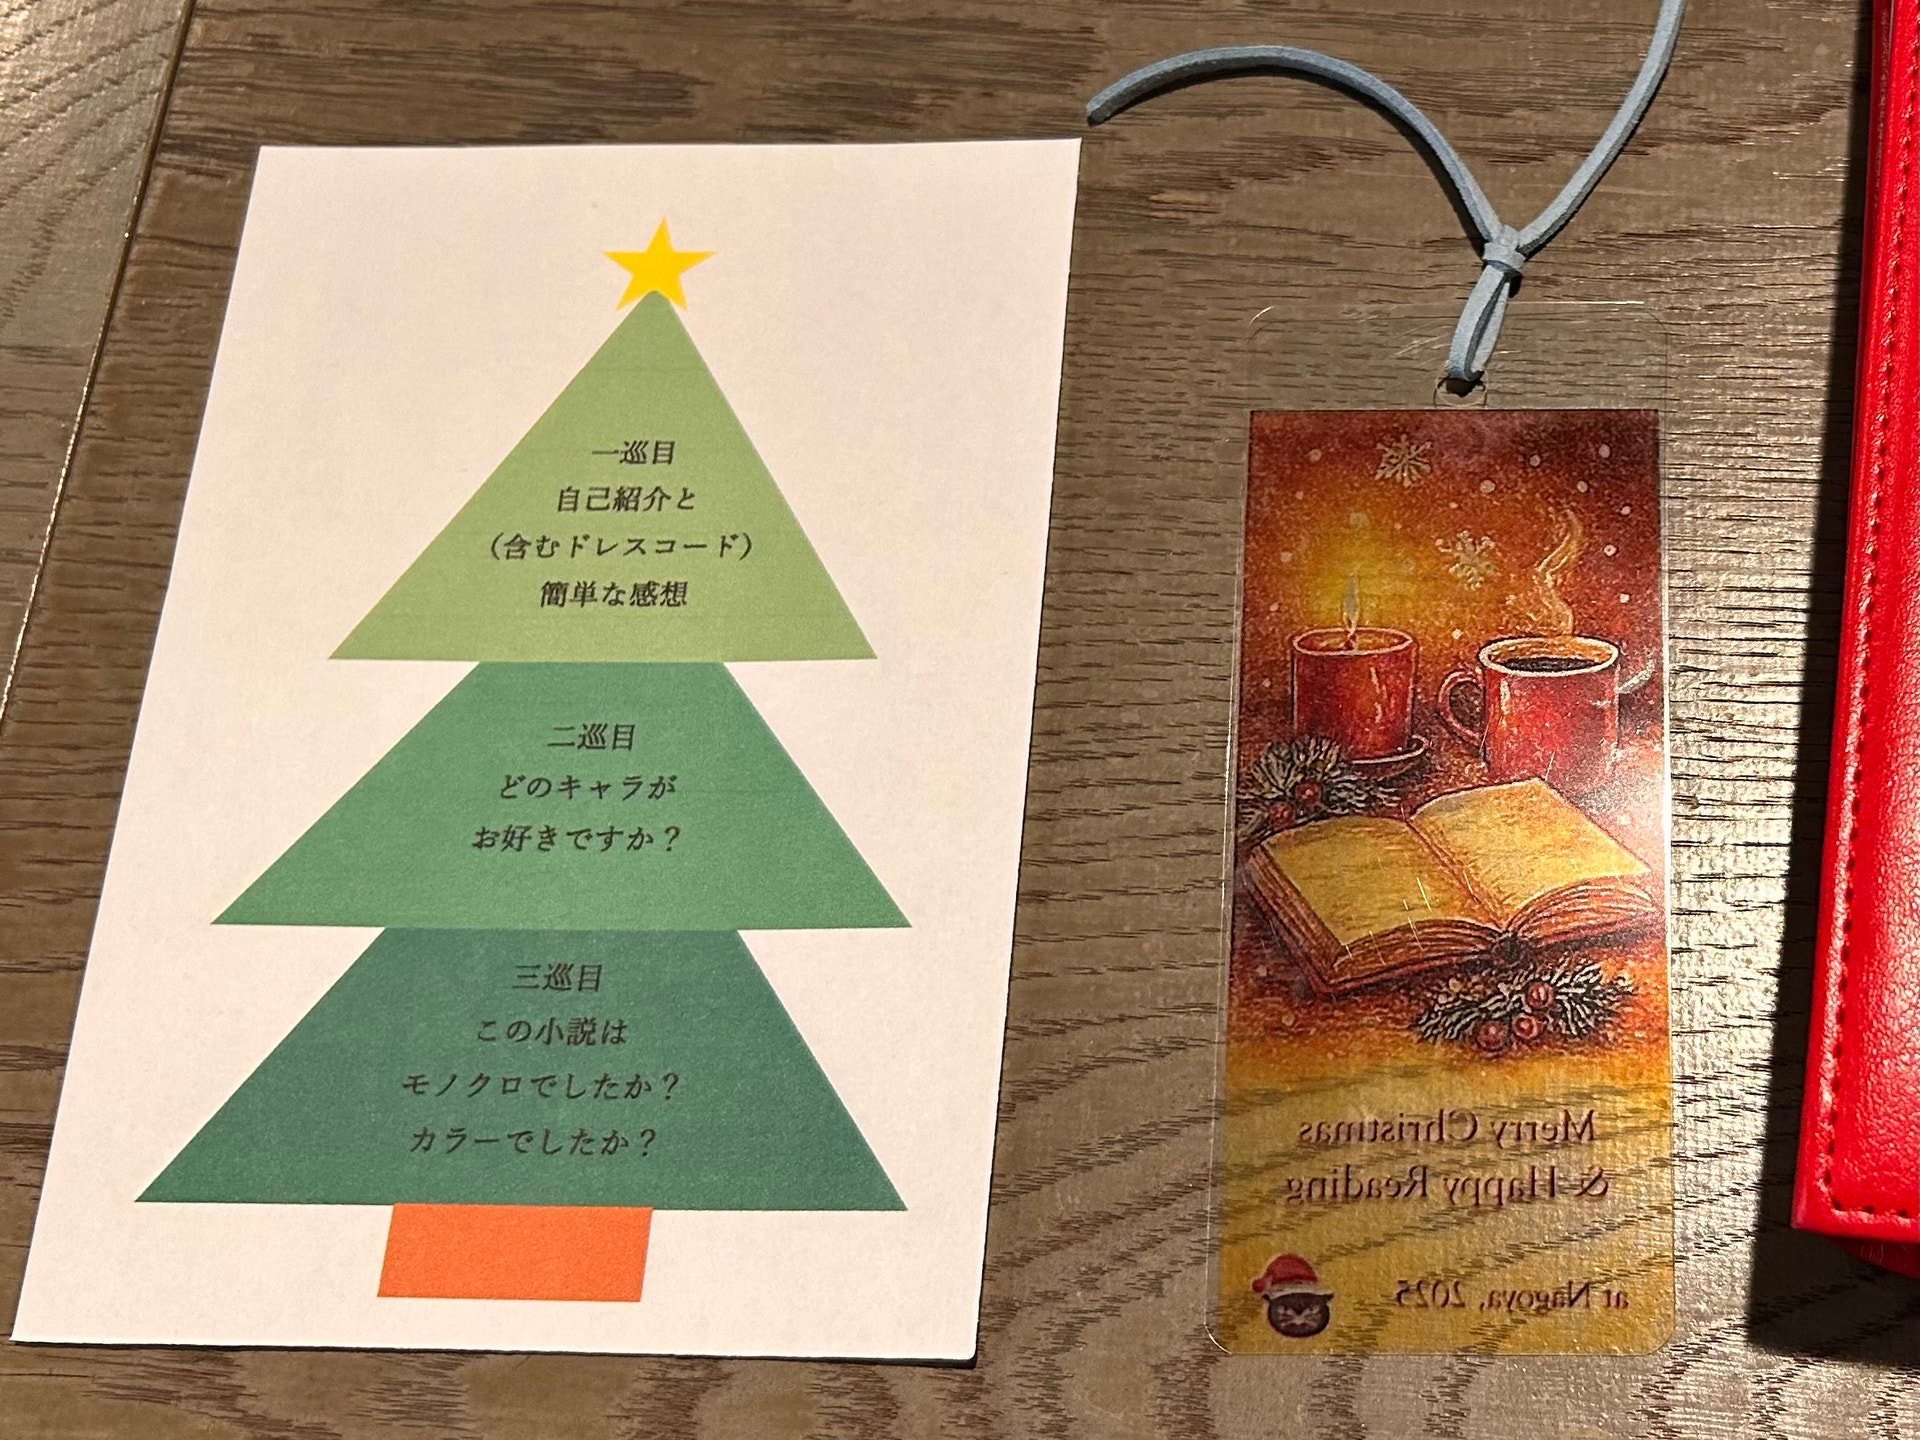 一巡目
自己紹介と
（含むドレスコード）
簡単な感想
二巡目
どのキャラが
お好きですか？
三巡目
この小説は
モノクロでしたか？
カラーでしたか？
Merry Christmas
& Happy Reading
at Nagoya, 2025